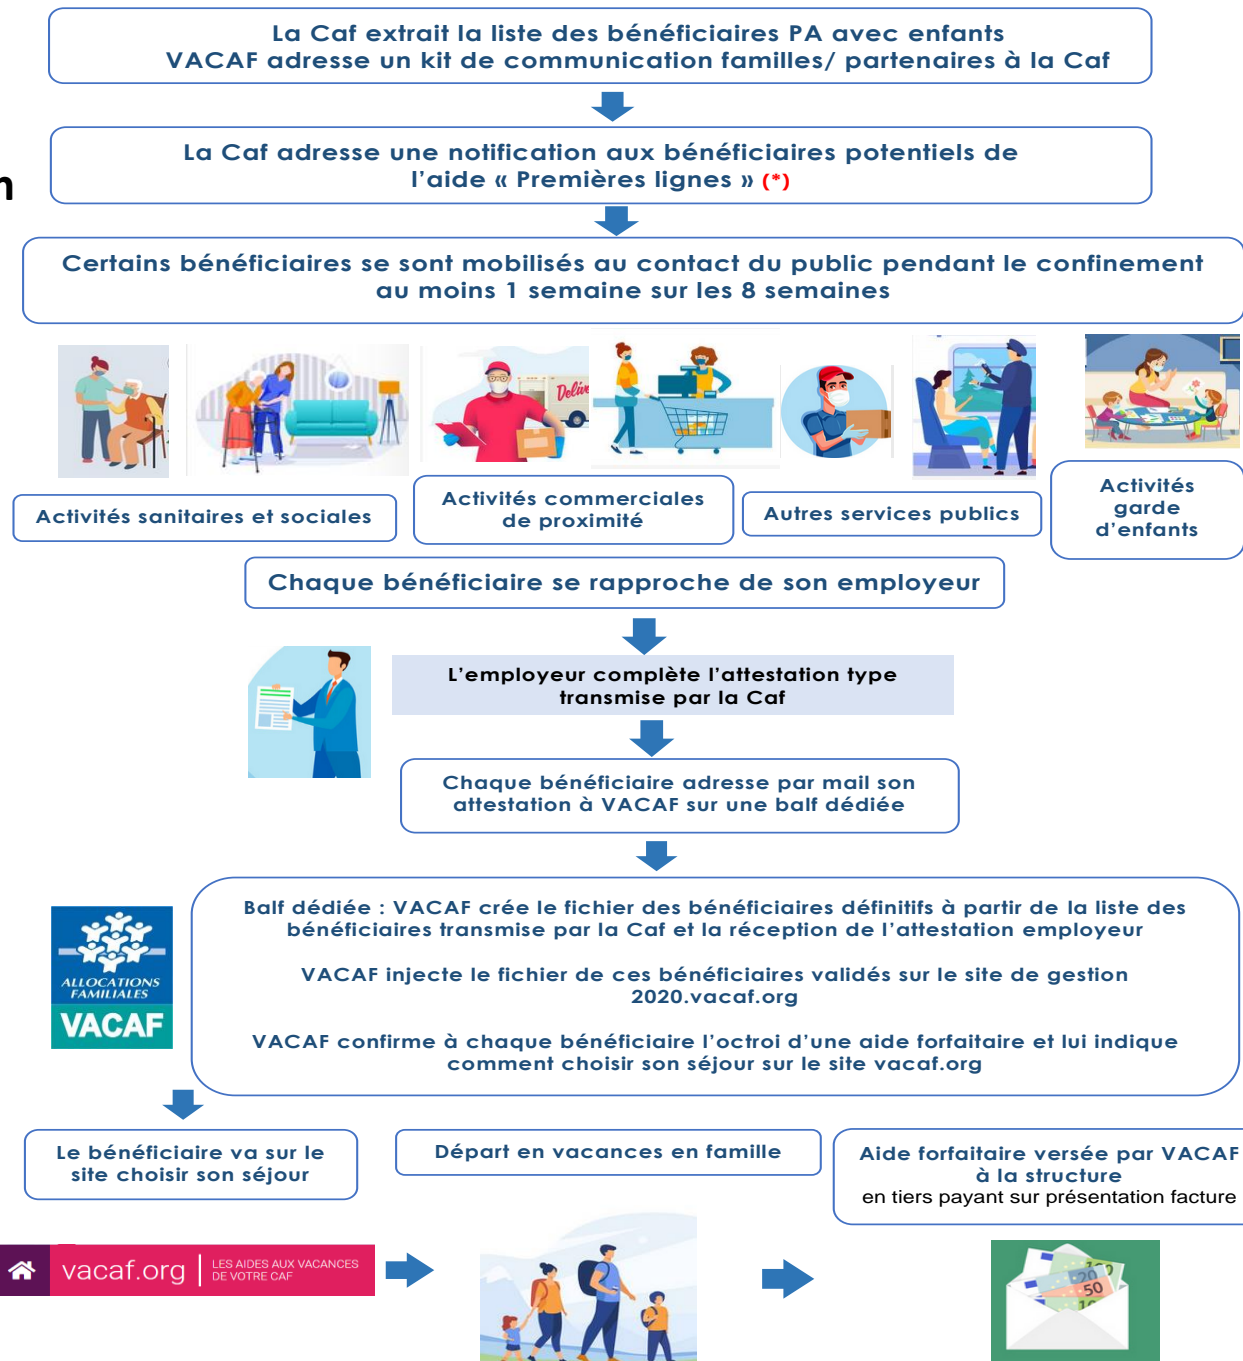 La Caf extrait la liste des bénéficiaires PA avec enfants
VACAF adresse un kit de communication familles/ partenaires à la Caf
La Caf adresse une notification aux bénéficiaires potentiels de
l'aide « Premières lignes » (*)
n
Certains bénéficiaires se sont mobilisés au contact du public pendant le confinement
au moins 1 semaine sur les 8 semaines
Activités sanitaires et sociales
Activités commerciales
de proximité
Autres services publics
Activités
garde
d'enfants
Chaque bénéficiaire se rapproche de son employeur
L'employeur complète l'attestation type
transmise par la Caf
Chaque bénéficiaire adresse par mail son
attestation à VACAF sur une balf dédiée
Balf dédiée : VACAF crée le fichier des bénéficiaires définitifs à partir de la liste des
bénéficiaires transmise par la Caf et la réception de l'attestation employeur
VACAF injecte le fichier de ces bénéficiaires validés sur le site de gestion
2020.vacaf.org
VACAF confirme à chaque bénéficiaire l'octroi d'une aide forfaitaire et lui indique
comment choisir son séjour sur le site vacaf.org
ALLOCATIONS
FAMILIALES
VACAF
Le bénéficiaire va sur le
site choisir son séjour
Départ en vacances en famille
Aide forfaitaire versée par VACAF
à la structure
en tiers payant sur présentation facture
vacaf.org
LES AIDES AUX VACANCES
DE VOTRE CAF
20
50